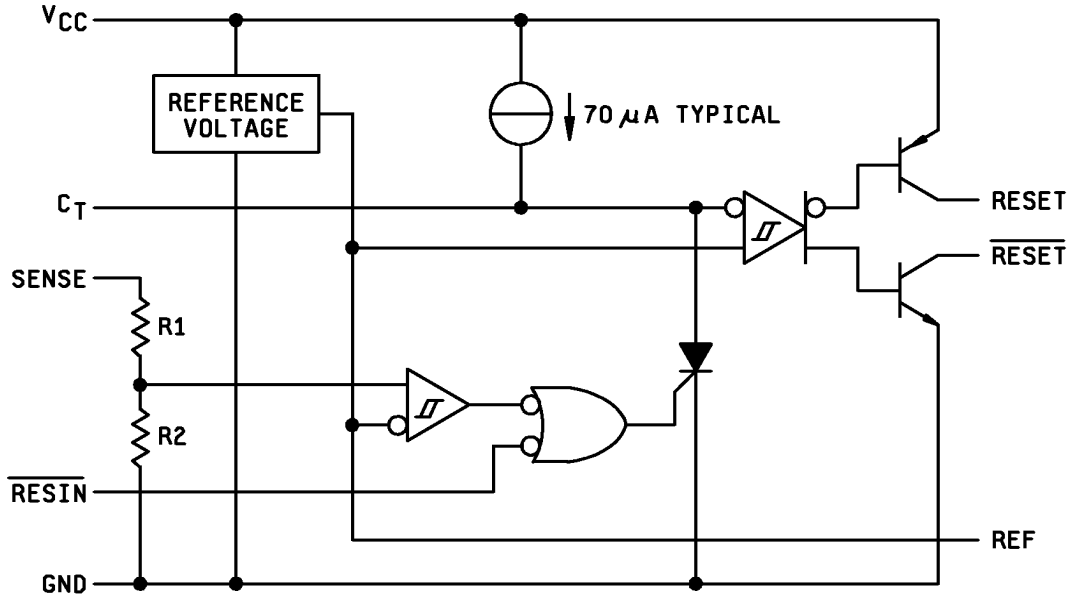 VCC
REFERENCE
VOLTAGE
70 μA TYPICAL
CT
RESET
RESET
SENSE
R1
R2
RESIN
REF
GND